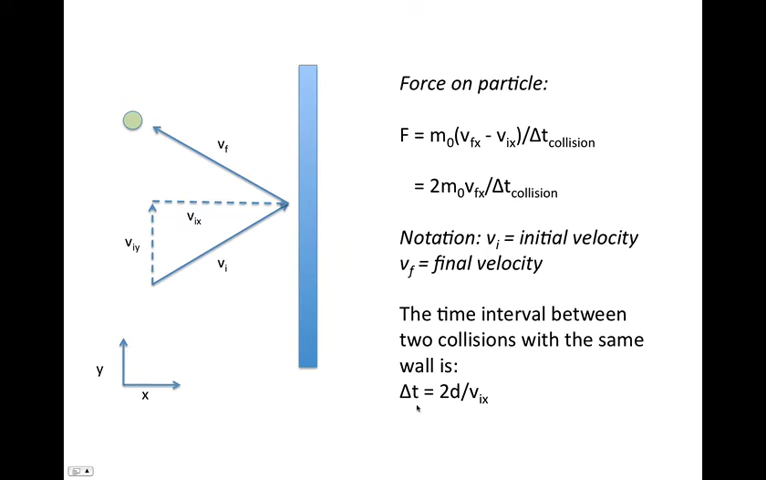 Force on particle:
F = m₀(v_fx - v_ix)/Δt_collision
= 2m₀v_fx/Δt_collision
Notation: v_i = initial velocity
v_f = final velocity
The time interval between
two collisions with the same
wall is:
Δt = 2d/v_ix
v_f
v_ix
v_iy
v_i
y
x